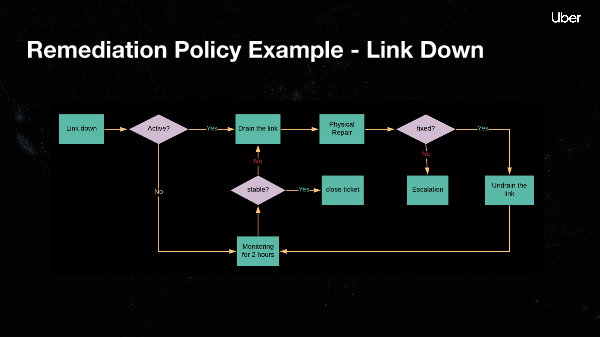 Uber
Remediation Policy Example - Link Down
Link down
Active?
Yes
Drain the link
Physical
Repair
fixed?
Yes
No
No
No
stable?
Yes
close ticket
Escalation
Undrain the
link
Monitoring
for 2 hours